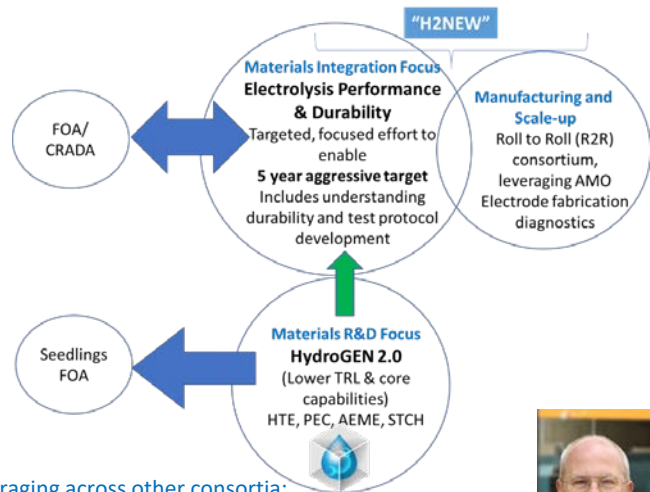 “H2NEW”
Materials Integration Focus
Electrolysis Performance
& Durability
Targeted, focused effort to
enable
5 year aggressive target
Includes understanding
durability and test protocol
development
Manufacturing and
Scale-up
Roll to Roll (R2R)
consortium,
leveraging AMO
Electrode fabrication
diagnostics
FOA/
CRADA
Materials R&D Focus
HydroGEN 2.0
(Lower TRL & core
capabilities)
HTE, PEC, AEME, STCH
Seedlings
FOA
across other consortia: